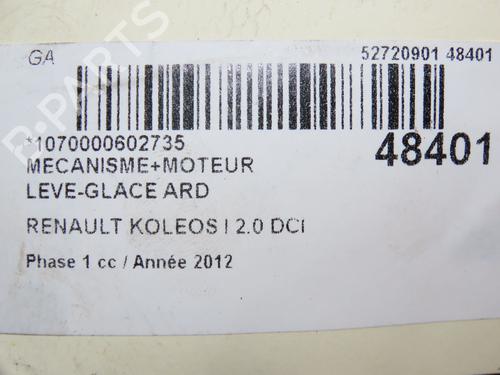 GA
52720901 48401
*1070000602735
48401
MECANISME+MOTEUR
LEVE-GLACE ARD
RENAULT KOLEOS I 2.0 DCI
Phase 1 cc / Année 2012
B-PARTS